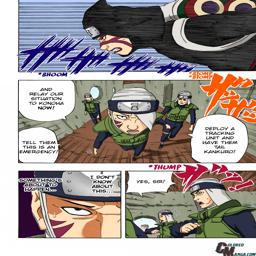 *SHOOM
AND
RELAY OUR
SITUATION
TO KONOHA
NOW!
TELL THEM
THIS IS AN
EMERGENCY!
DEPLOY A
TRACKING
UNIT AND
HAVE THEM
TAIL
KANKURO!
*THUMP
SOMETHING'S
ABOUT TO
HAPPEN...
I
DON'T
KNOW
ABOUT
THIS...
YES, SIR!
COLORED
MANGA.COM